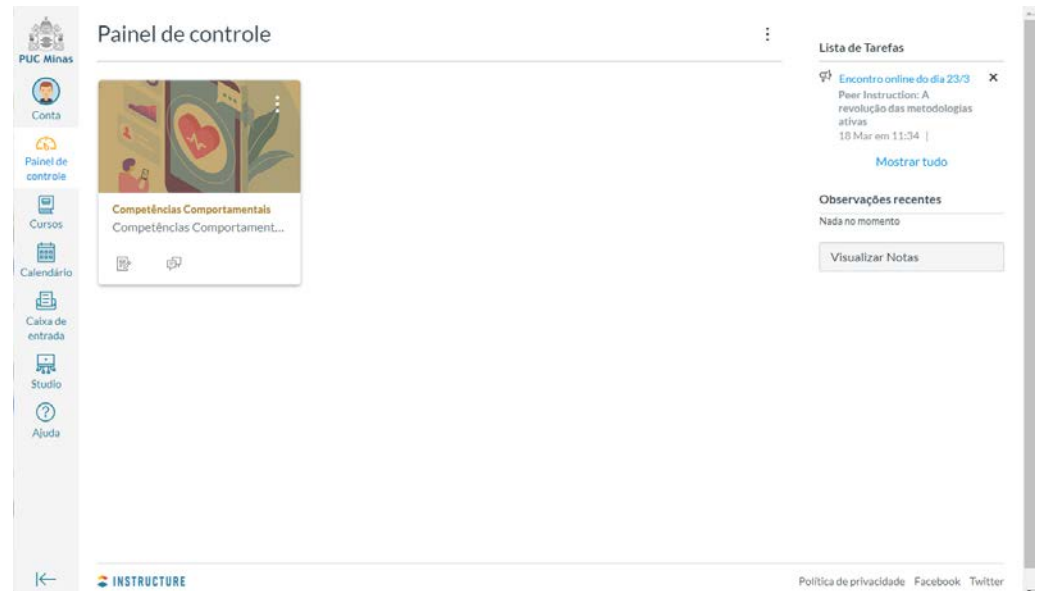 PUC Minas
Conta
Painel de
controle
Cursos
Calendário
Caixa de
entrada
Studio
Ajuda
Painel de controle
Competências Comportamentais
Competências Comportament...
Lista de Tarefas
Encontro online do dia 23/3
Peer Instruction: A
revolução das metodologias
ativas
18 Mar em 11:34 |
Mostrar tudo
Observações recentes
Nada no momento
Visualizar Notas
INSTRUCTURE
Política de privacidade Facebook Twitter